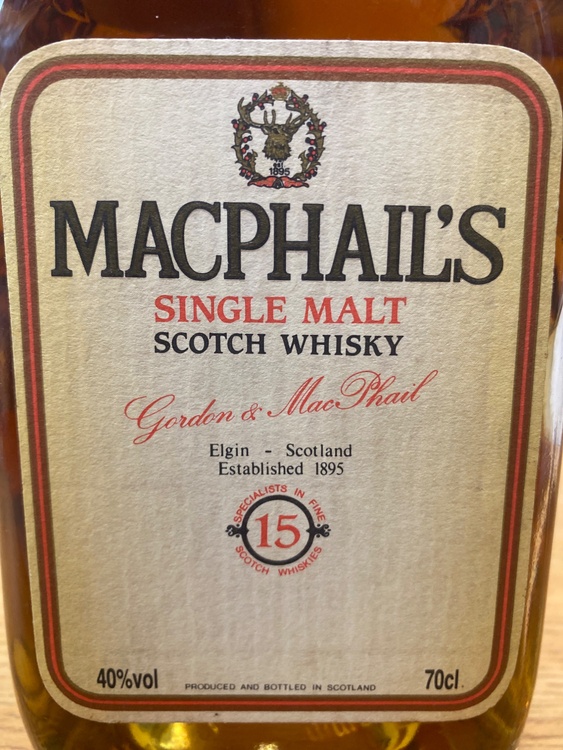 1895
MACPHAIL'S
SINGLE MALT
SCOTCH WHISKY
Gordon & MacPhail
Elgin - Scotland
Established 1895
SPECIALISTS IN FINE
15
SCOTCH WHISKIES
40%vol
PRODUCED AND BOTTLED IN SCOTLAND
70cl.